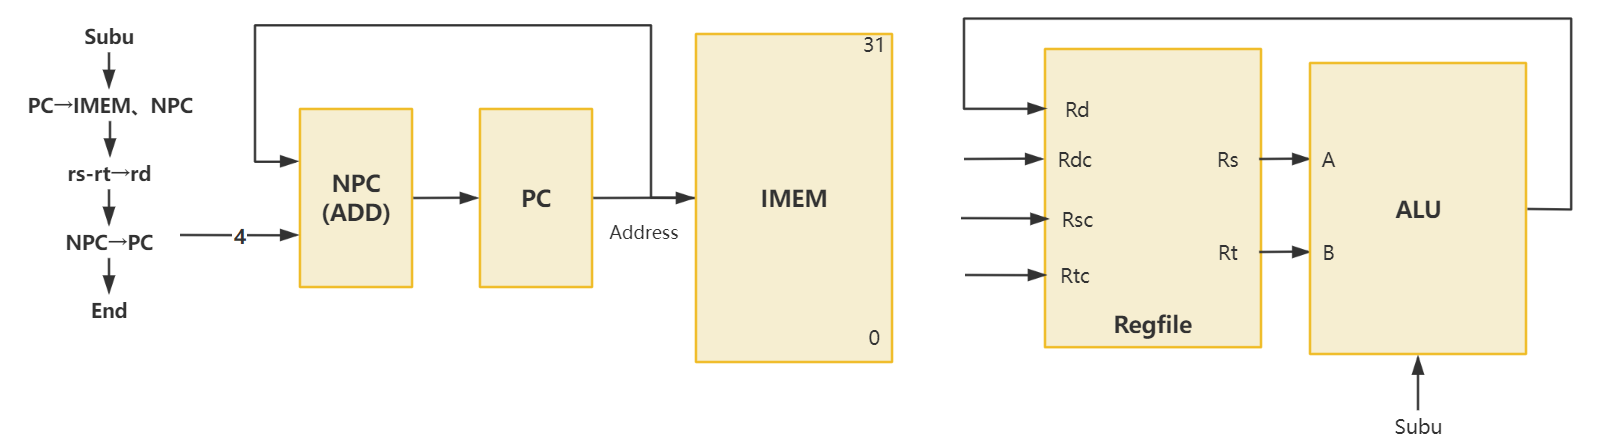 Subu
PC→IMEM、NPC
rs-rt→rd
NPC→PC
End
4
NPC
(ADD)
PC
Address
31
IMEM
0
Rd
Rdc
Rsc
Rtc
Rs
Rt
Regfile
A
B
ALU
Subu